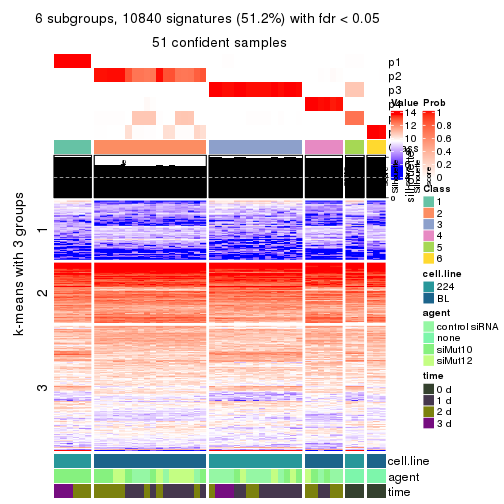 6 subgroups, 10840 signatures (51.2%) with fdr < 0.05
51 confident samples
p1
p2
p3
Value
14
12
10
8
Prob
1
0.8
0.6
0.4
0.2
0
k-means with 3 groups
1
2
3
Class
1
2
3
4
5
6
cell.line
224
BL
agent
control siRNA
none
siMut10
siMut12
time
0 d
1 d
2 d
3 d
cell.line
agent
time